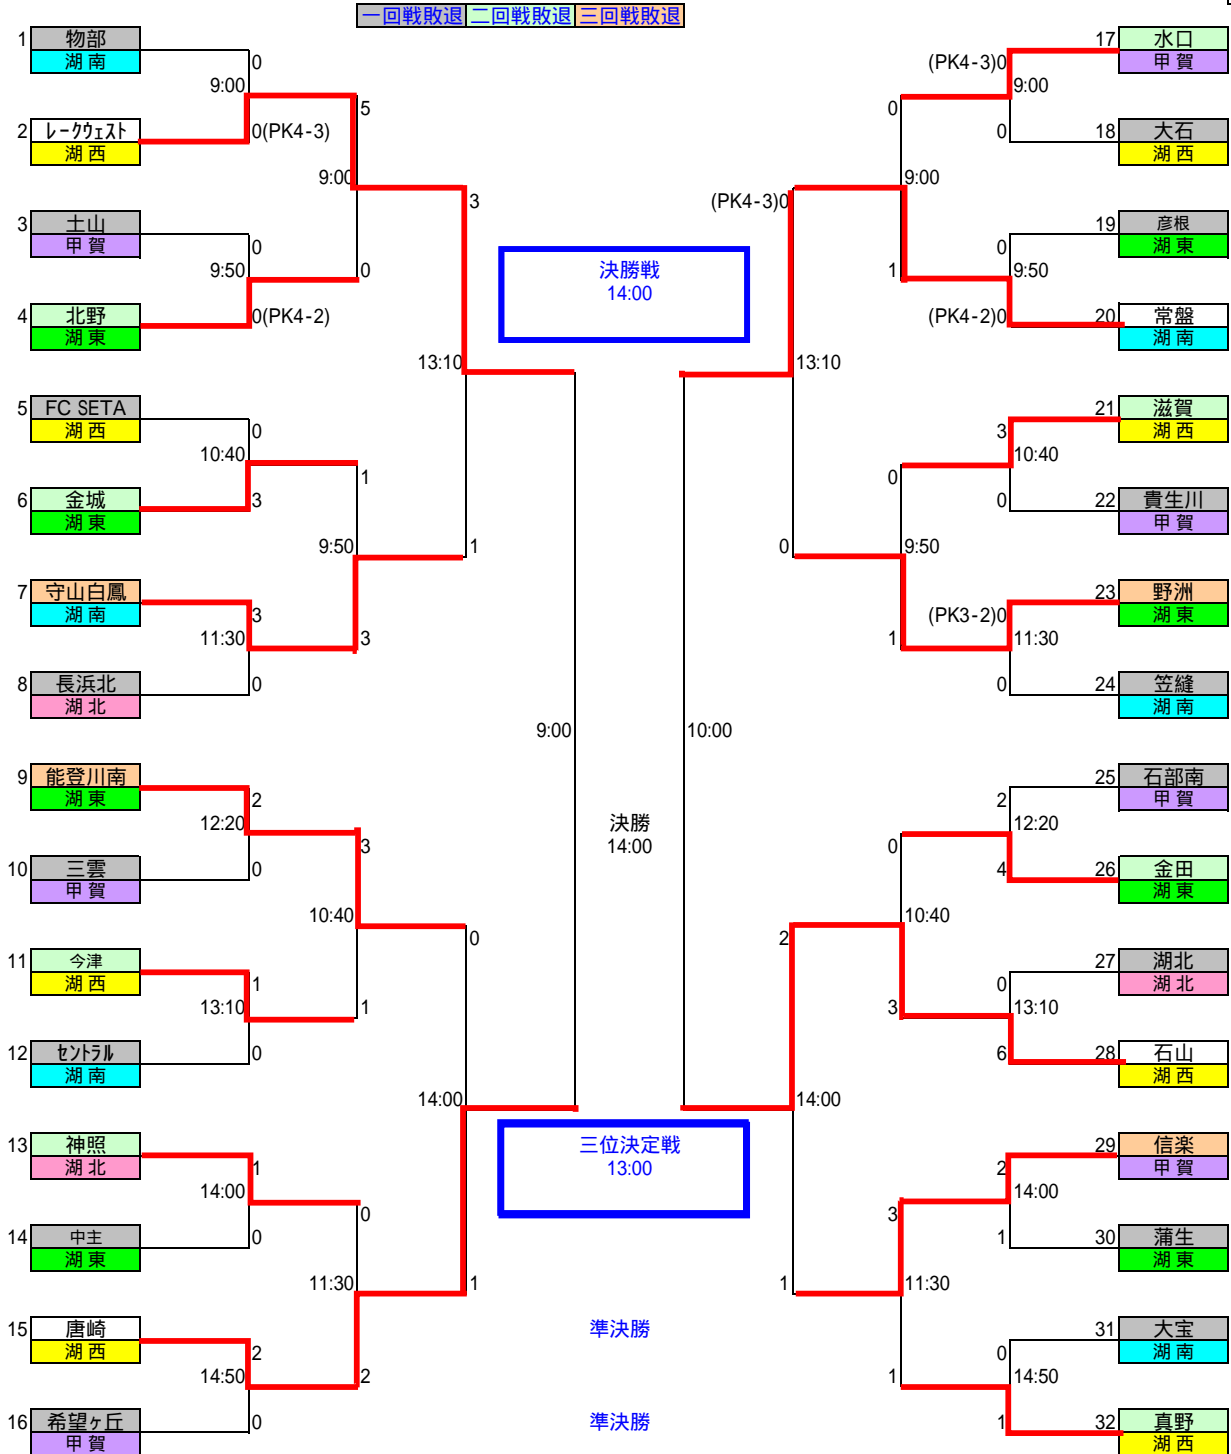 一回戦敗退 二回戦敗退 三回戦敗退
1 物部
湖南
0
9:00
2 レークウェスト
湖西
0(PK4-3)
5
9:00
3 土山
甲賀
0
9:50
4 北野
湖東
0(PK4-2)
0
3
13:10
5 FC SETA
湖西
0
10:40
6 金城
湖東
3
1
9:50
7 守山白鳳
湖南
3
11:30
8 長浜北
湖北
0
3
1
9:00
9 能登川南
湖東
2
12:20
10 三雲
甲賀
0
3
10:40
11 今津
湖西
1
13:10
12 セントラル
湖南
0
1
0
14:00
13 神照
湖北
1
14:00
14 中主
湖東
0
0
11:30
15 唐崎
湖西
2
14:50
16 希望ヶ丘
甲賀
0
2
1
決勝戦
14:00
決勝
14:00
三位決定戦
13:00
準決勝
準決勝
17 水口
甲賀
(PK4-3)0
9:00
18 大石
湖西
0
0
9:00
19 彦根
湖東
0
9:50
20 常盤
湖南
(PK4-2)0
1
(PK4-3)0
13:10
21 滋賀
湖西
3
10:40
22 貴生川
甲賀
0
0
9:50
23 野洲
湖東
(PK3-2)0
11:30
24 笠縫
湖南
0
1
0
10:00
25 石部南
甲賀
2
12:20
26 金田
湖東
4
0
10:40
27 湖北
湖北
0
13:10
28 石山
湖西
6
3
2
14:00
29 信楽
甲賀
2
14:00
30 蒲生
湖東
1
3
11:30
31 大宝
湖南
0
14:50
32 真野
湖西
1
1
1